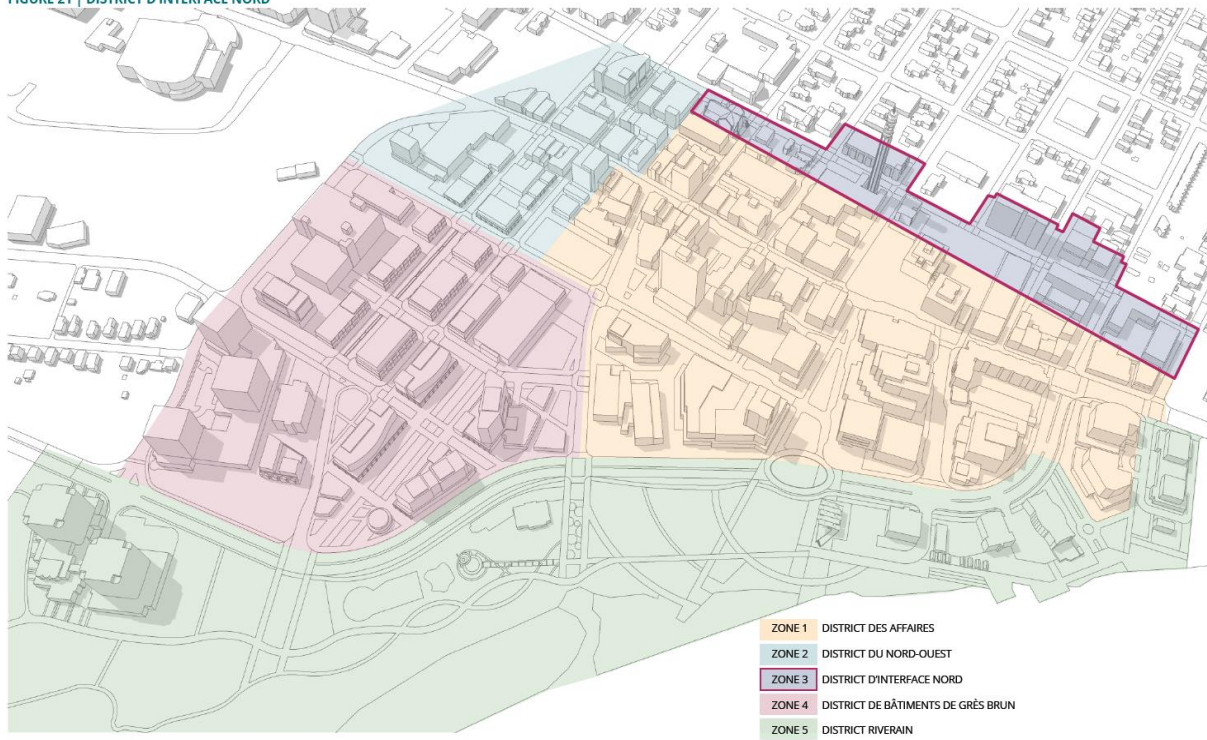 FIGURE 21 | DISTRICT D'INTERFACE NORD
ZONE 1 DISTRICT DES AFFAIRES
ZONE 2 DISTRICT DU NORD-OUEST
ZONE 3 DISTRICT D'INTERFACE NORD
ZONE 4 DISTRICT DE BÂTIMENTS DE GRÈS BRUN
ZONE 5 DISTRICT RIVERAIN